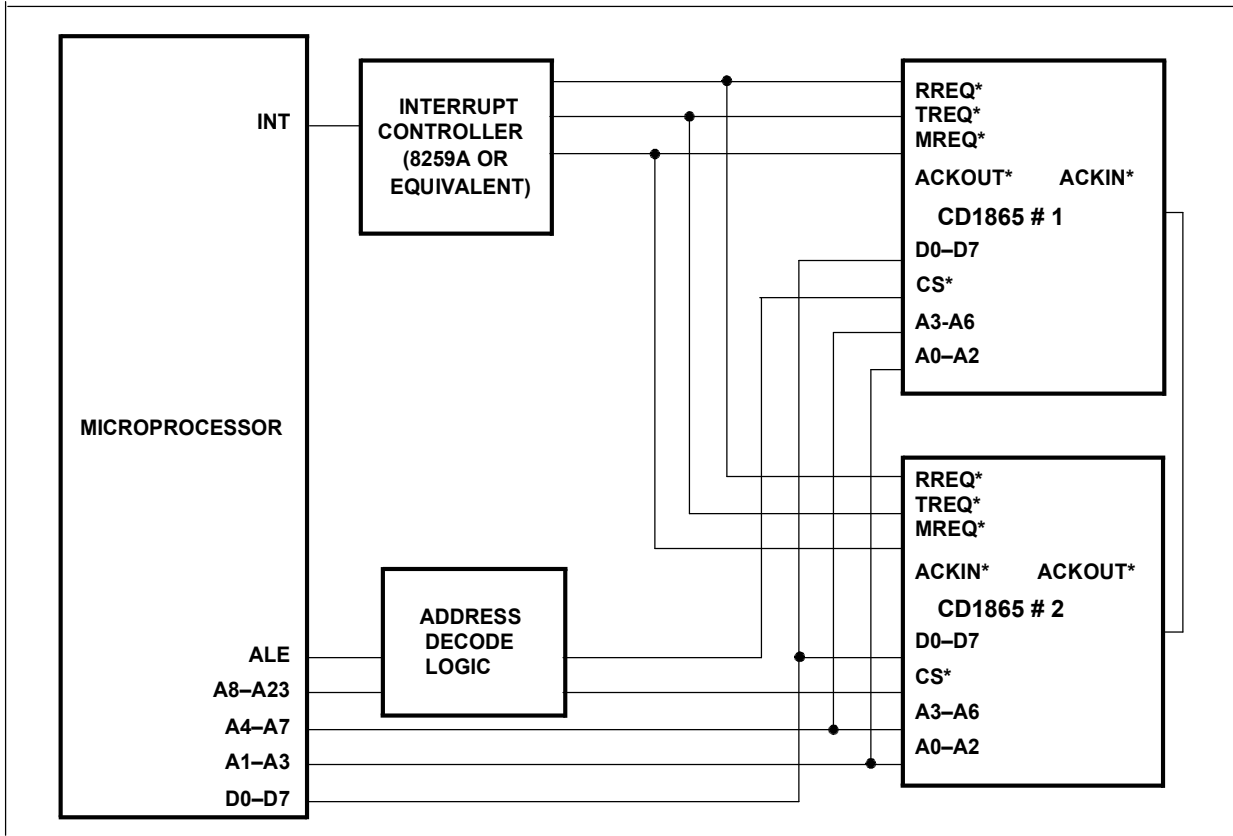 INT
INTERRUPT
CONTROLLER
(8259A OR
EQUIVALENT)
MICROPROCESSOR
ALE
A8–A23
A4–A7
A1–A3
D0–D7
ADDRESS
DECODE
LOGIC
RREQ*
TREQ*
MREQ*
ACKOUT* ACKIN*
CD1865 # 1
D0–D7
CS*
A3-A6
A0–A2
RREQ*
TREQ*
MREQ*
ACKIN* ACKOUT*
CD1865 # 2
D0–D7
CS*
A3–A6
A0–A2